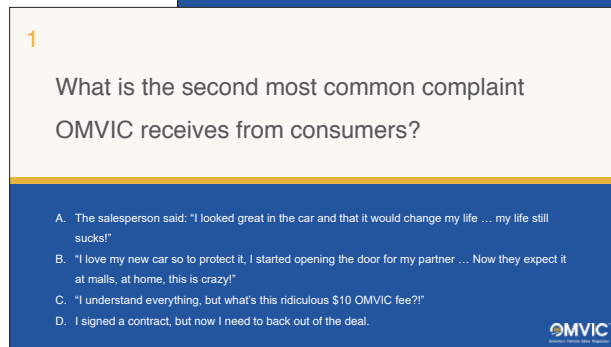 1
What is the second most common complaint
OMVIC receives from consumers?
A. The salesperson said: “I looked great in the car and that it would change my life … my life still
sucks!”
B. “I love my new car so to protect it, I started opening the door for my partner … Now they expect it
at malls, at home, this is crazy!”
C. “I understand everything, but what’s this ridiculous $10 OMVIC fee?!”
D. I signed a contract, but now I need to back out of the deal.
OMVIC